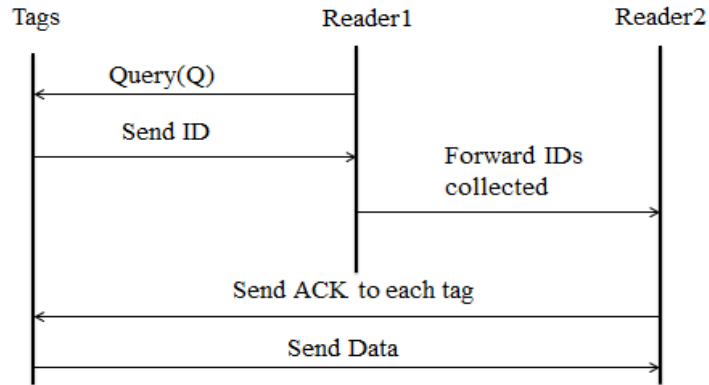 Tags
Reader1
Reader2
Query(Q)
Send ID
Forward IDs
collected
Send ACK to each tag
Send Data